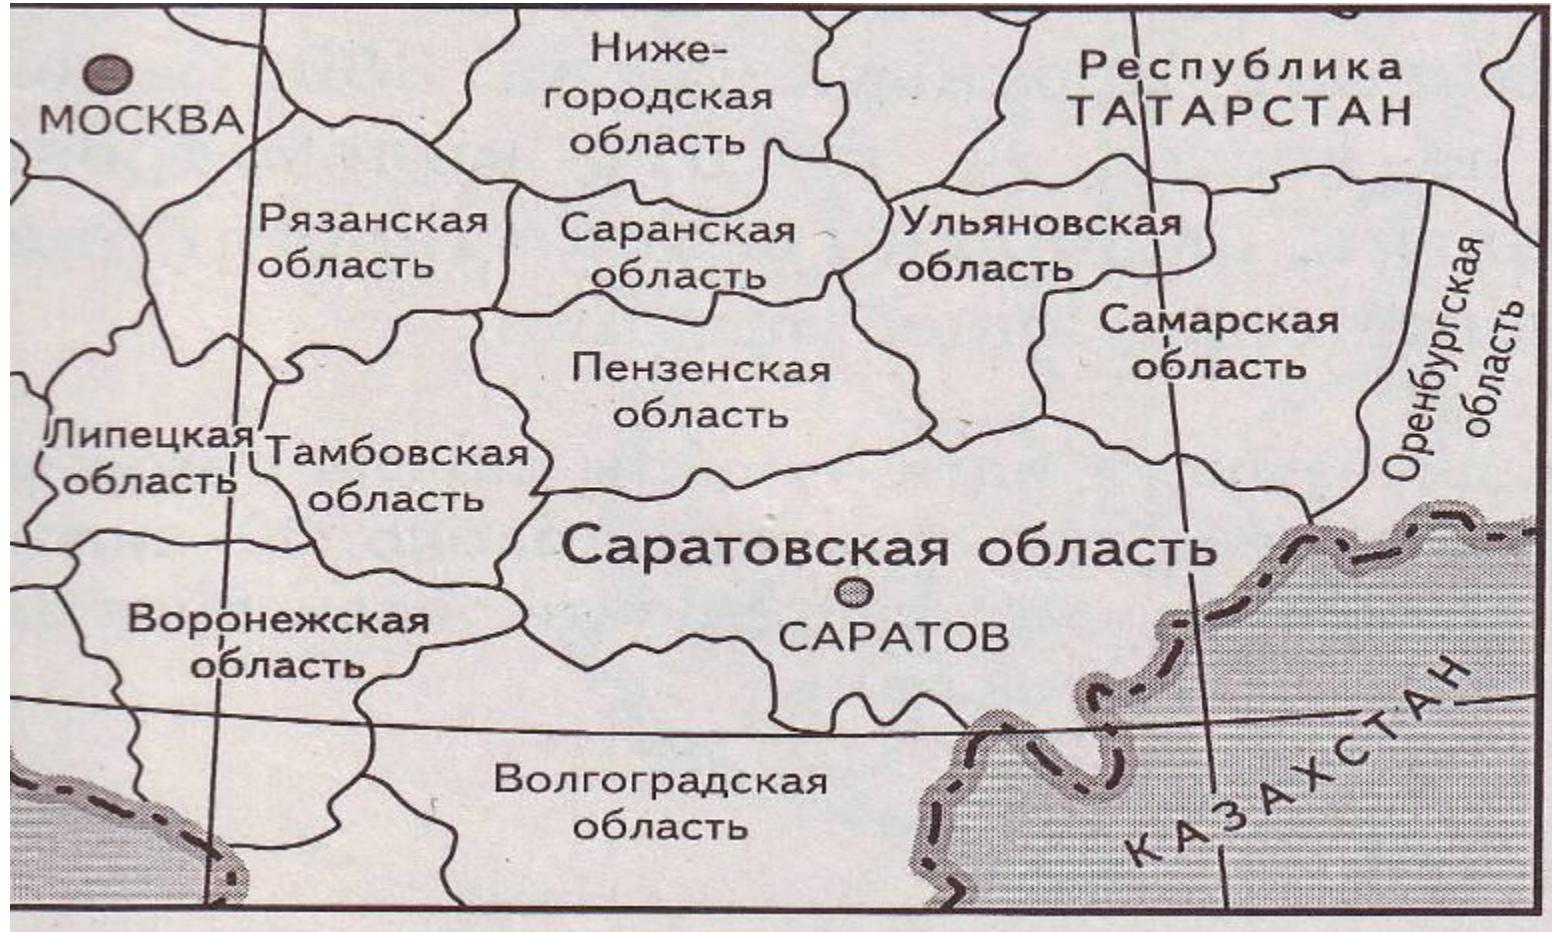 Ниже-
городская
область
Республика
ТАТАРСТАН
МОСКВА
Рязанская
область
Саранская
область
Ульяновская
область
Самарская
область
Оренбургская
область
Пензенская
область
Липецкая
область
Тамбовская
область
Саратовская область
САРАТОВ
Воронежская
область
Волгоградская
область
КАЗАХСТАН